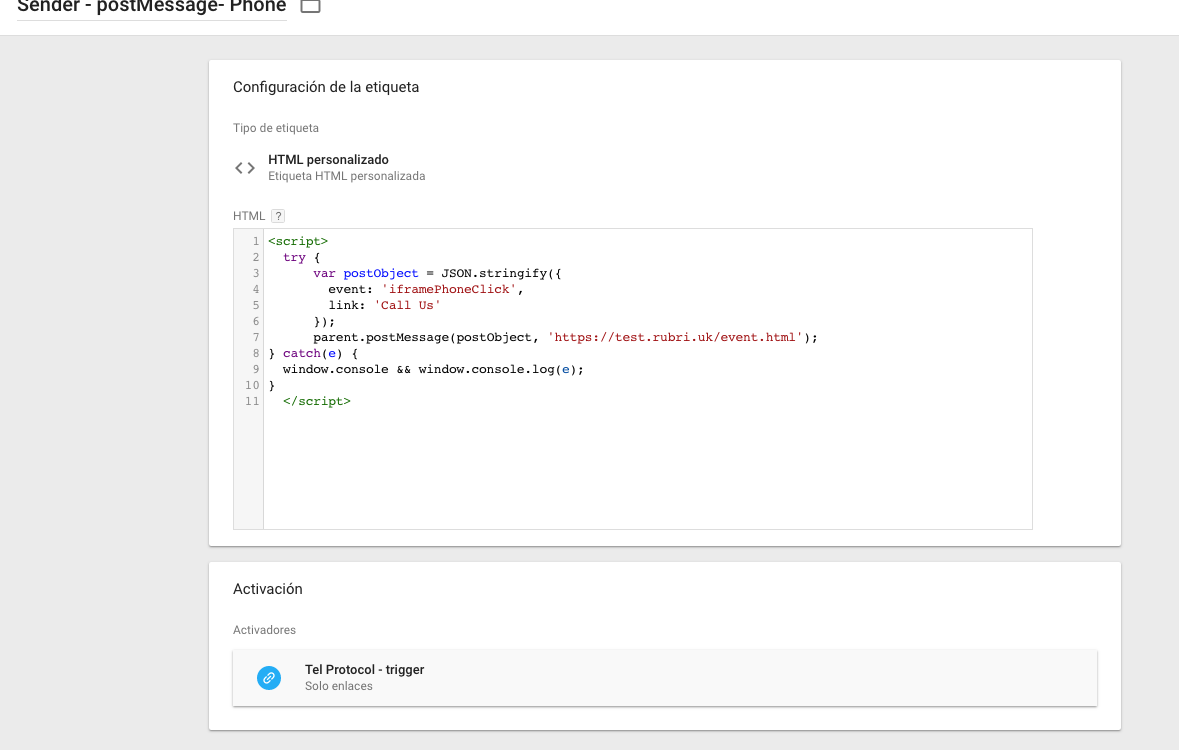 Sender - postMessage- Phone
Configuración de la etiqueta
Tipo de etiqueta
HTML personalizado
Etiqueta HTML personalizada
HTML ?
1 <script>
2 try {
3 var postObject = JSON.stringify({
4 event: 'iframePhoneClick',
5 link: 'Call Us'
6 });
7 parent.postMessage(postObject, 'https://test.rubri.uk/event.html');
8 } catch(e) {
9 window.console && window.console.log(e);
10 }
11 </script>
Activación
Activadores
Tel Protocol - trigger
Solo enlaces